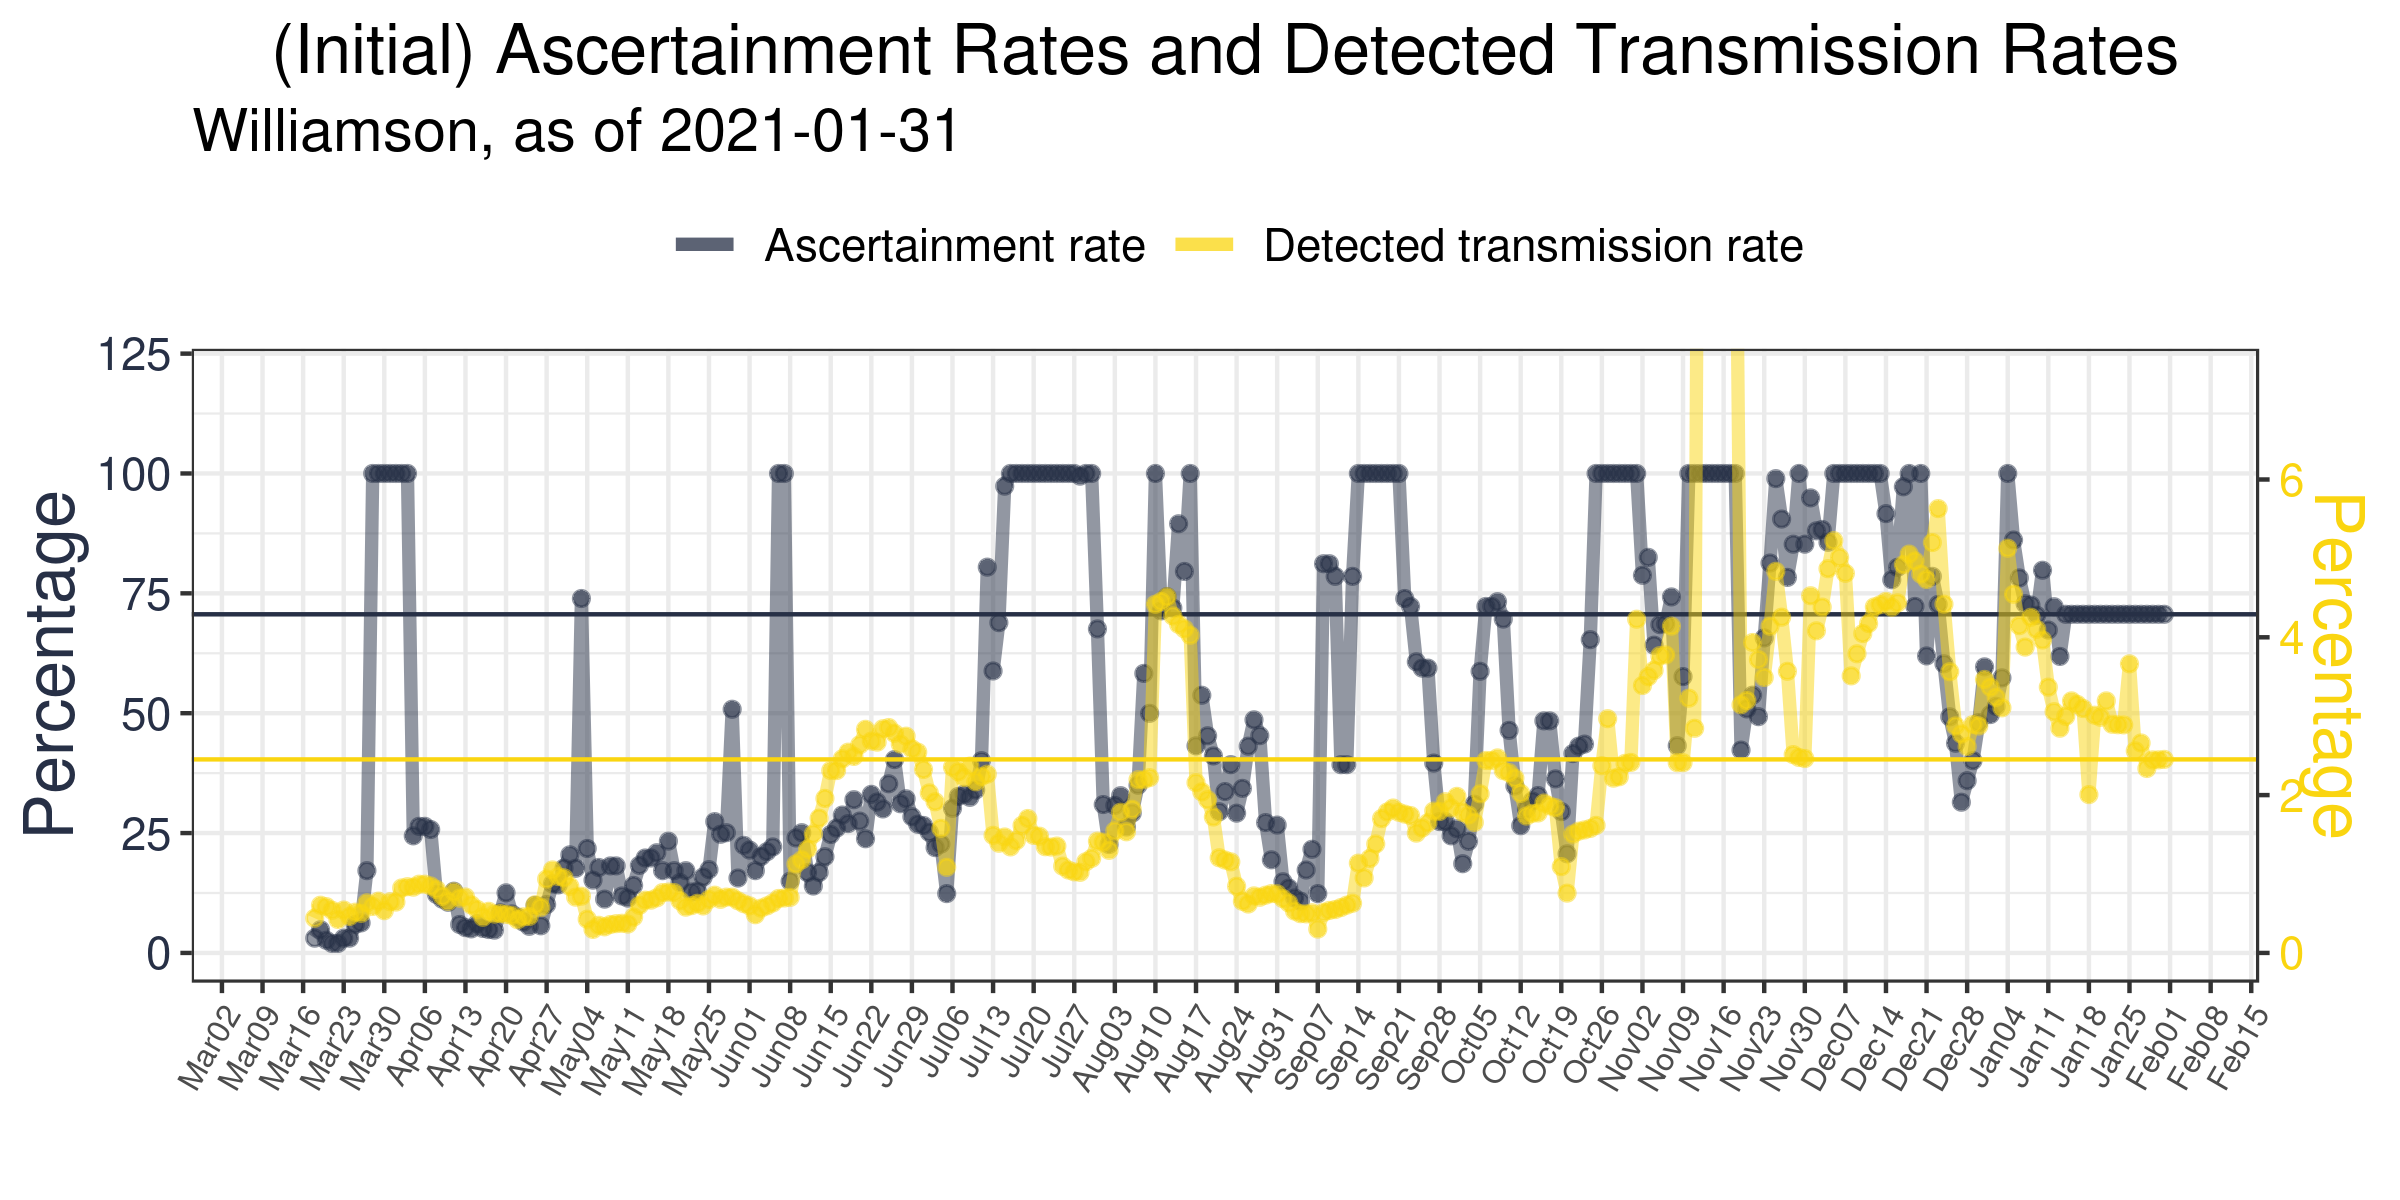 (Initial) Ascertainment Rates and Detected Transmission Rates
Williamson, as of 2021-01-31
Ascertainment rate Detected transmission rate
125
100
75
50
25
0
Percentage
6
4
2
0
Percentage
Mar02 Mar09 Mar16 Mar23 Mar30 Apr06 Apr13 Apr20 Apr27 May04 May11 May18 May25 Jun01 Jun08 Jun15 Jun22 Jun29 Jul06 Jul13 Jul20 Jul27 Aug03 Aug10 Aug17 Aug24 Aug31 Sep07 Sep14 Sep21 Sep28 Oct05 Oct12 Oct19 Oct26 Nov02 Nov09 Nov16 Nov23 Nov30 Dec07 Dec14 Dec21 Dec28 Jan04 Jan11 Jan18 Jan25 Feb01 Feb08 Feb15